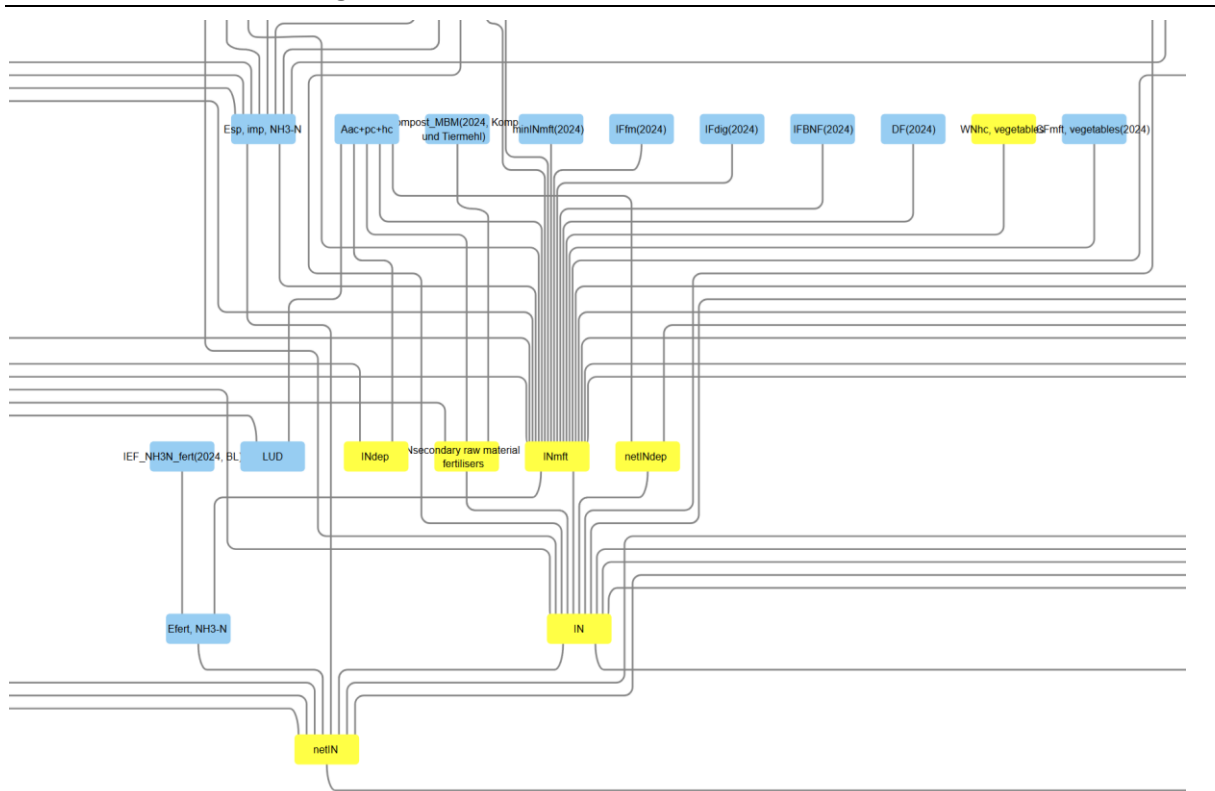 Esp, imp, NH3-N
Aac+pc+hc
ompost_MBM(2024, Komp
und Tiermehl)
minINmft(2024)
IFfm(2024)
IFdig(2024)
IFBNF(2024)
DF(2024)
WNhc, vegetables
CFmft, vegetables(2024)
IEF_NH3N_fert(2024, BL)
LUD
INdep
Nsecondary raw material
fertilisers
INmft
netINdep
Efert, NH3-N
IN
netIN